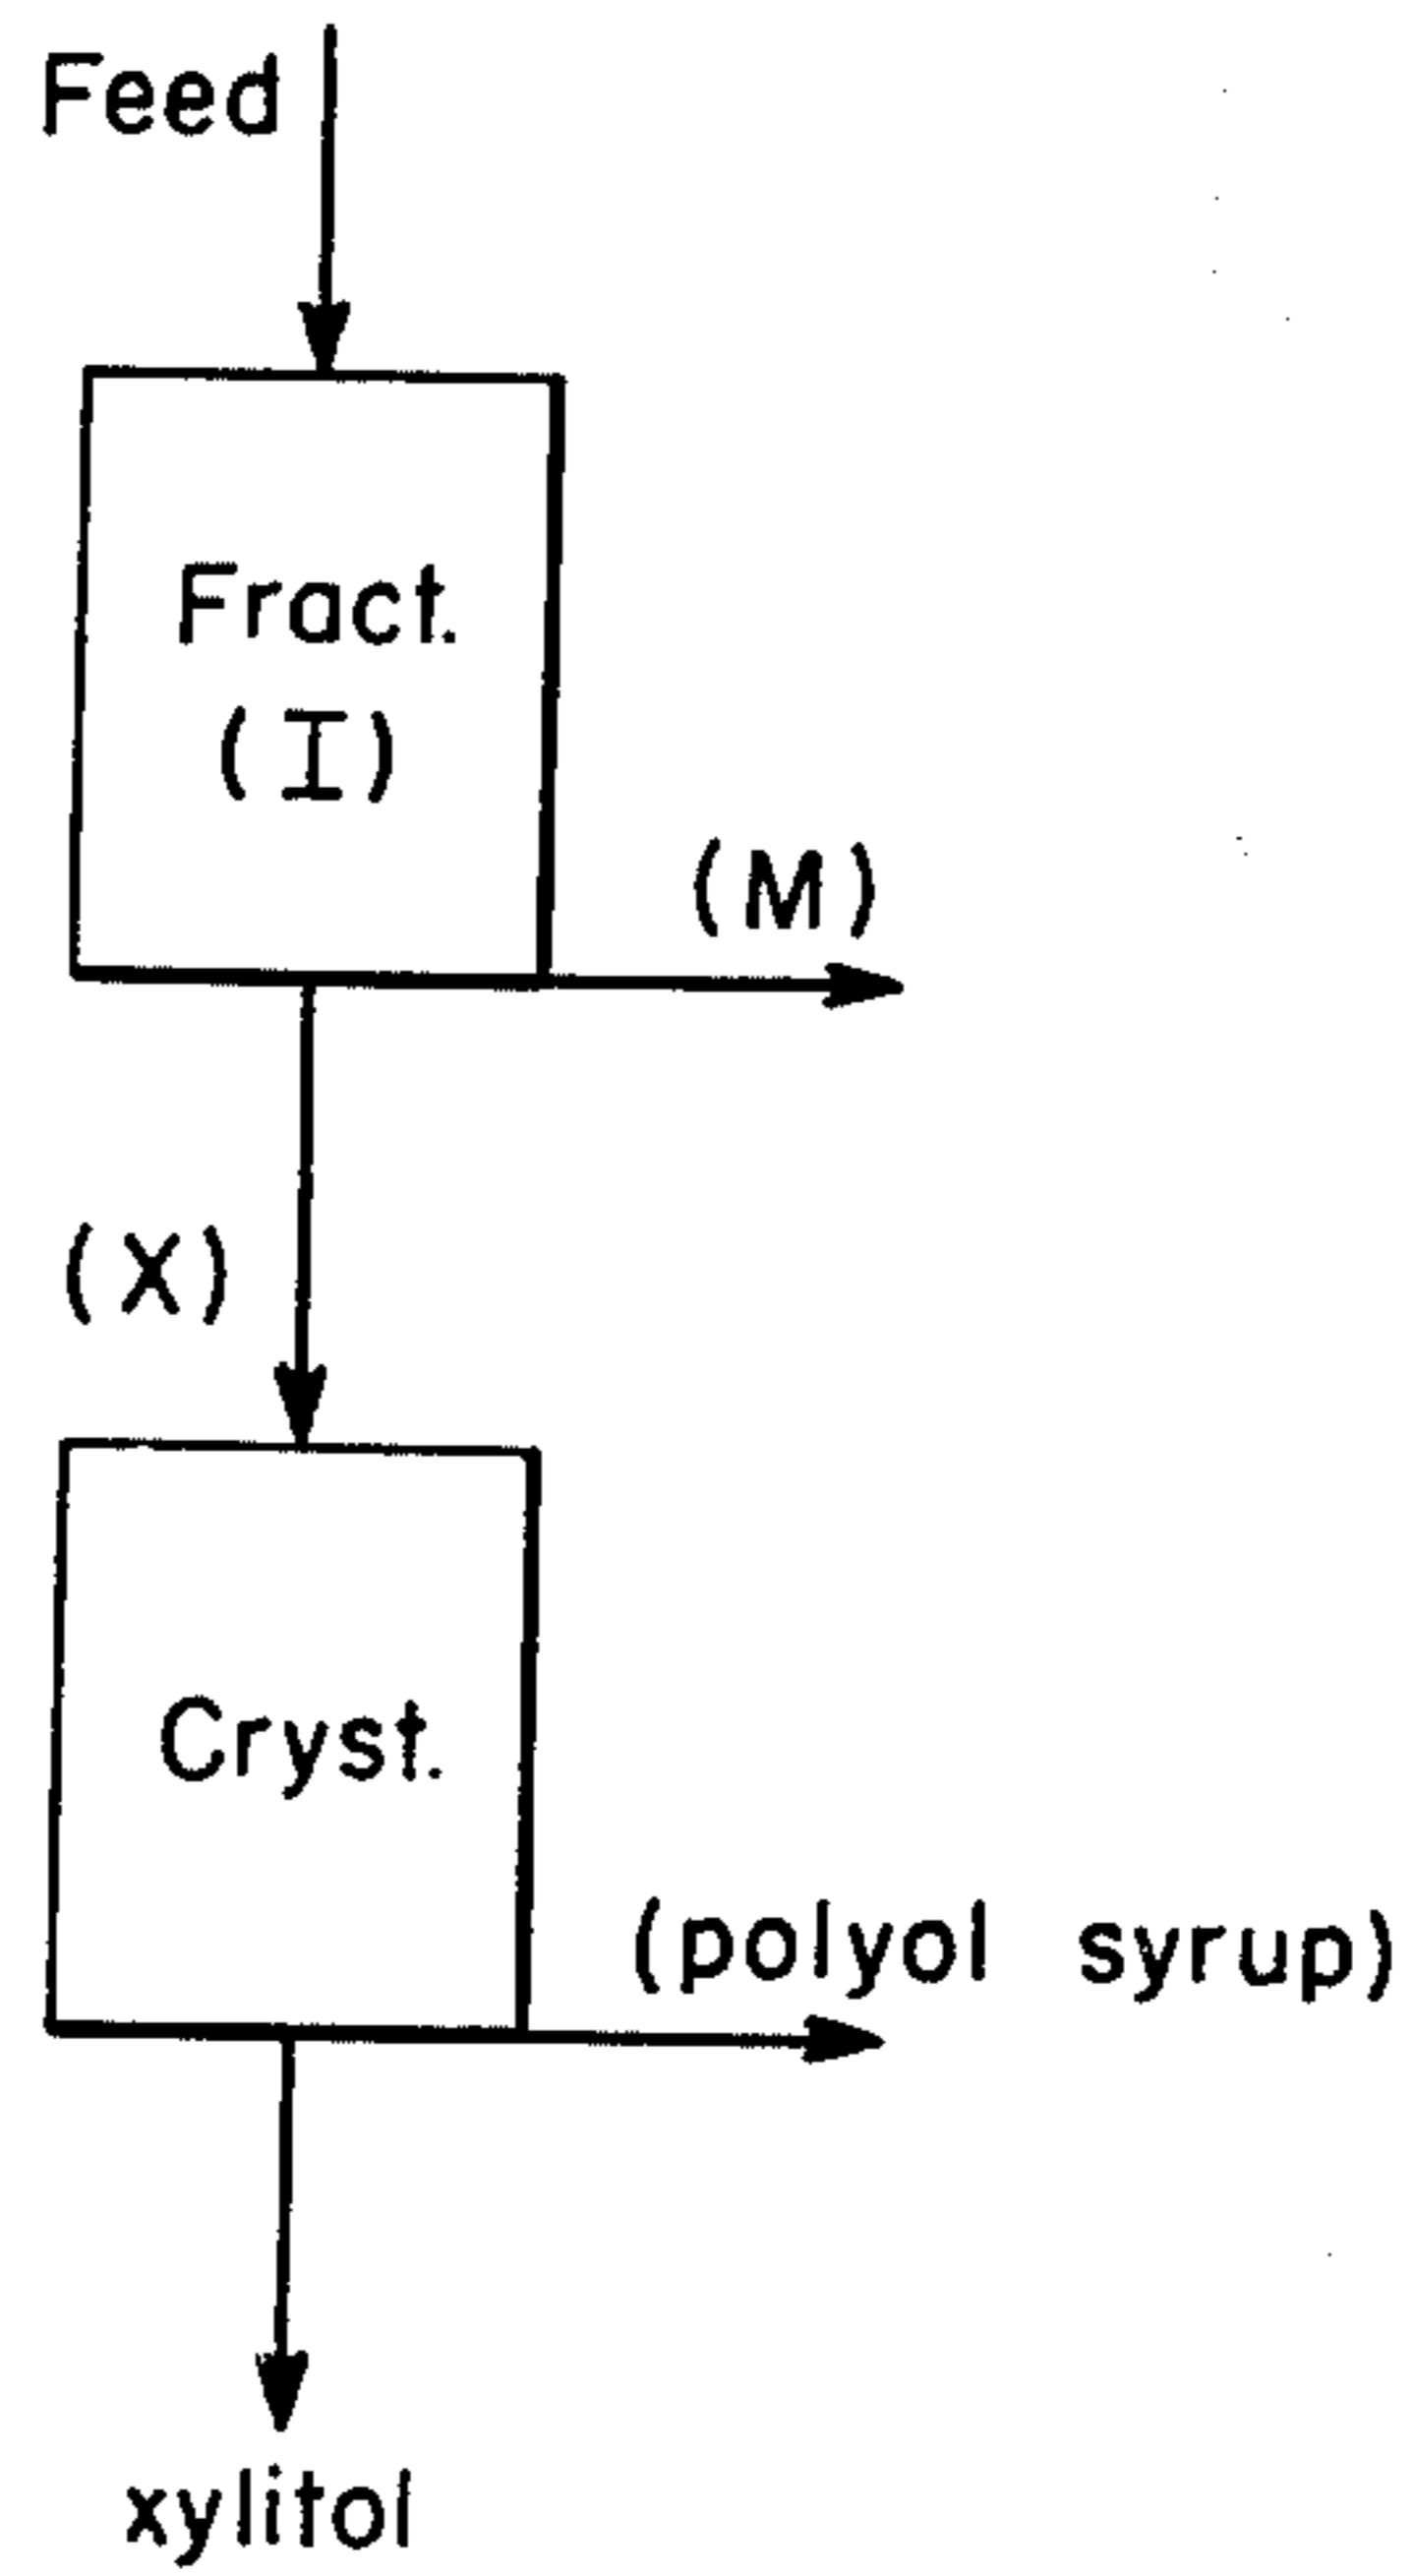 Feed
Fract.
(I)
(M)
(X)
Cryst.
(polyol syrup)
xylitol